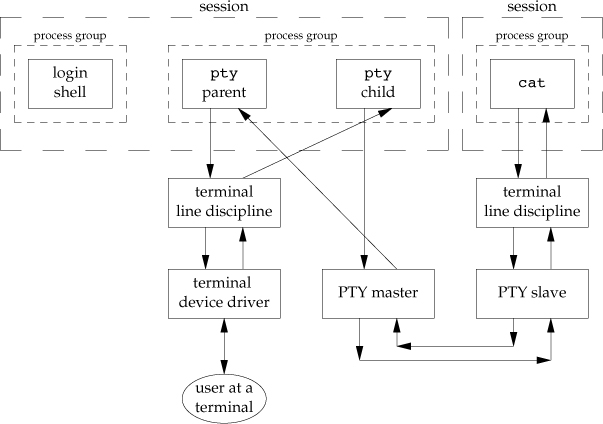 session
session
process group
process group
process group
login
shell
pty
parent
pty
child
cat
terminal
line discipline
terminal
line discipline
terminal
device driver
PTY master
PTY slave
user at a
terminal